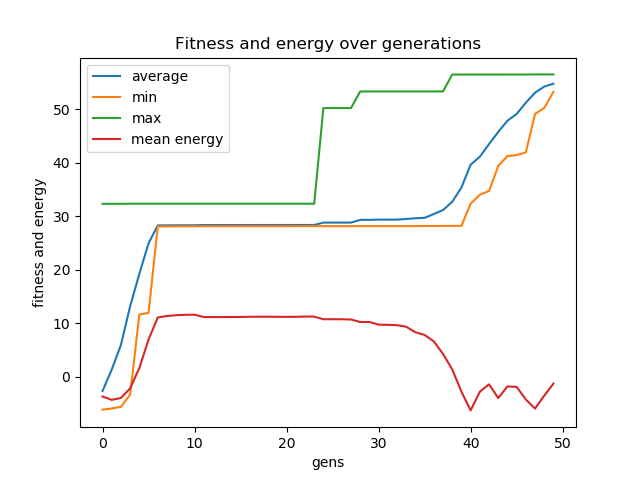 Fitness and energy over generations
average
min
max
mean energy
fitness and energy
50
40
30
20
10
0
0 10 20 30 40 50
gens